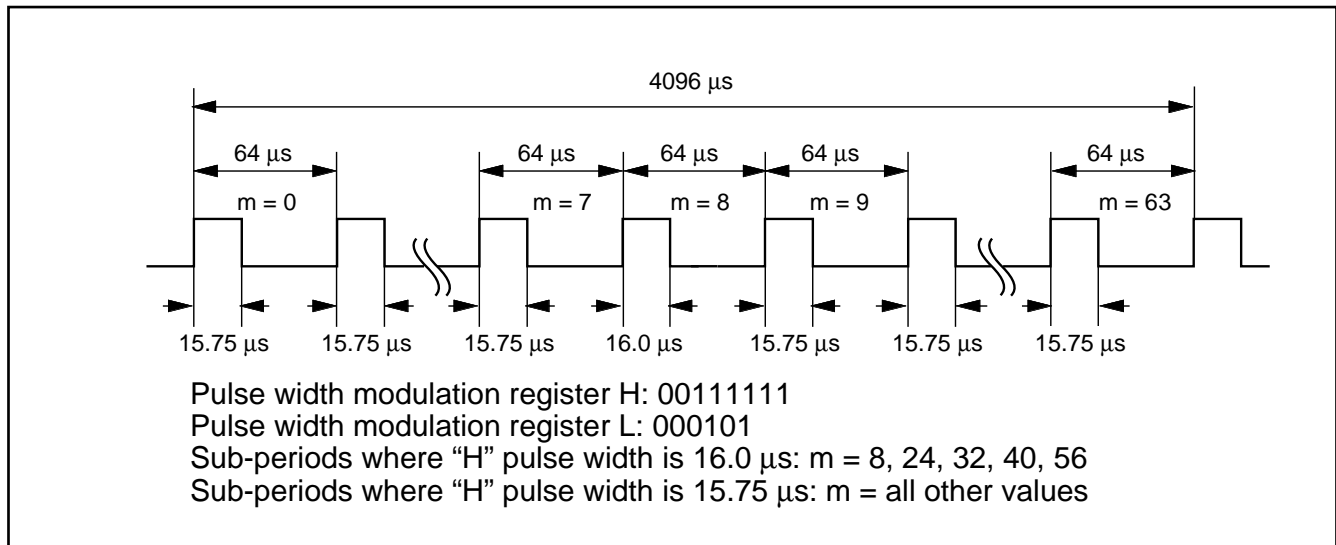 4096 μs
64 μs 64 μs 64 μs 64 μs 64 μs
m = 0 m = 7 m = 8 m = 9 m = 63
15.75 μs 15.75 μs 15.75 μs 16.0 μs 15.75 μs 15.75 μs 15.75 μs
Pulse width modulation register H: 00111111
Pulse width modulation register L: 000101
Sub-periods where “H” pulse width is 16.0 μs: m = 8, 24, 32, 40, 56
Sub-periods where “H” pulse width is 15.75 μs: m = all other values